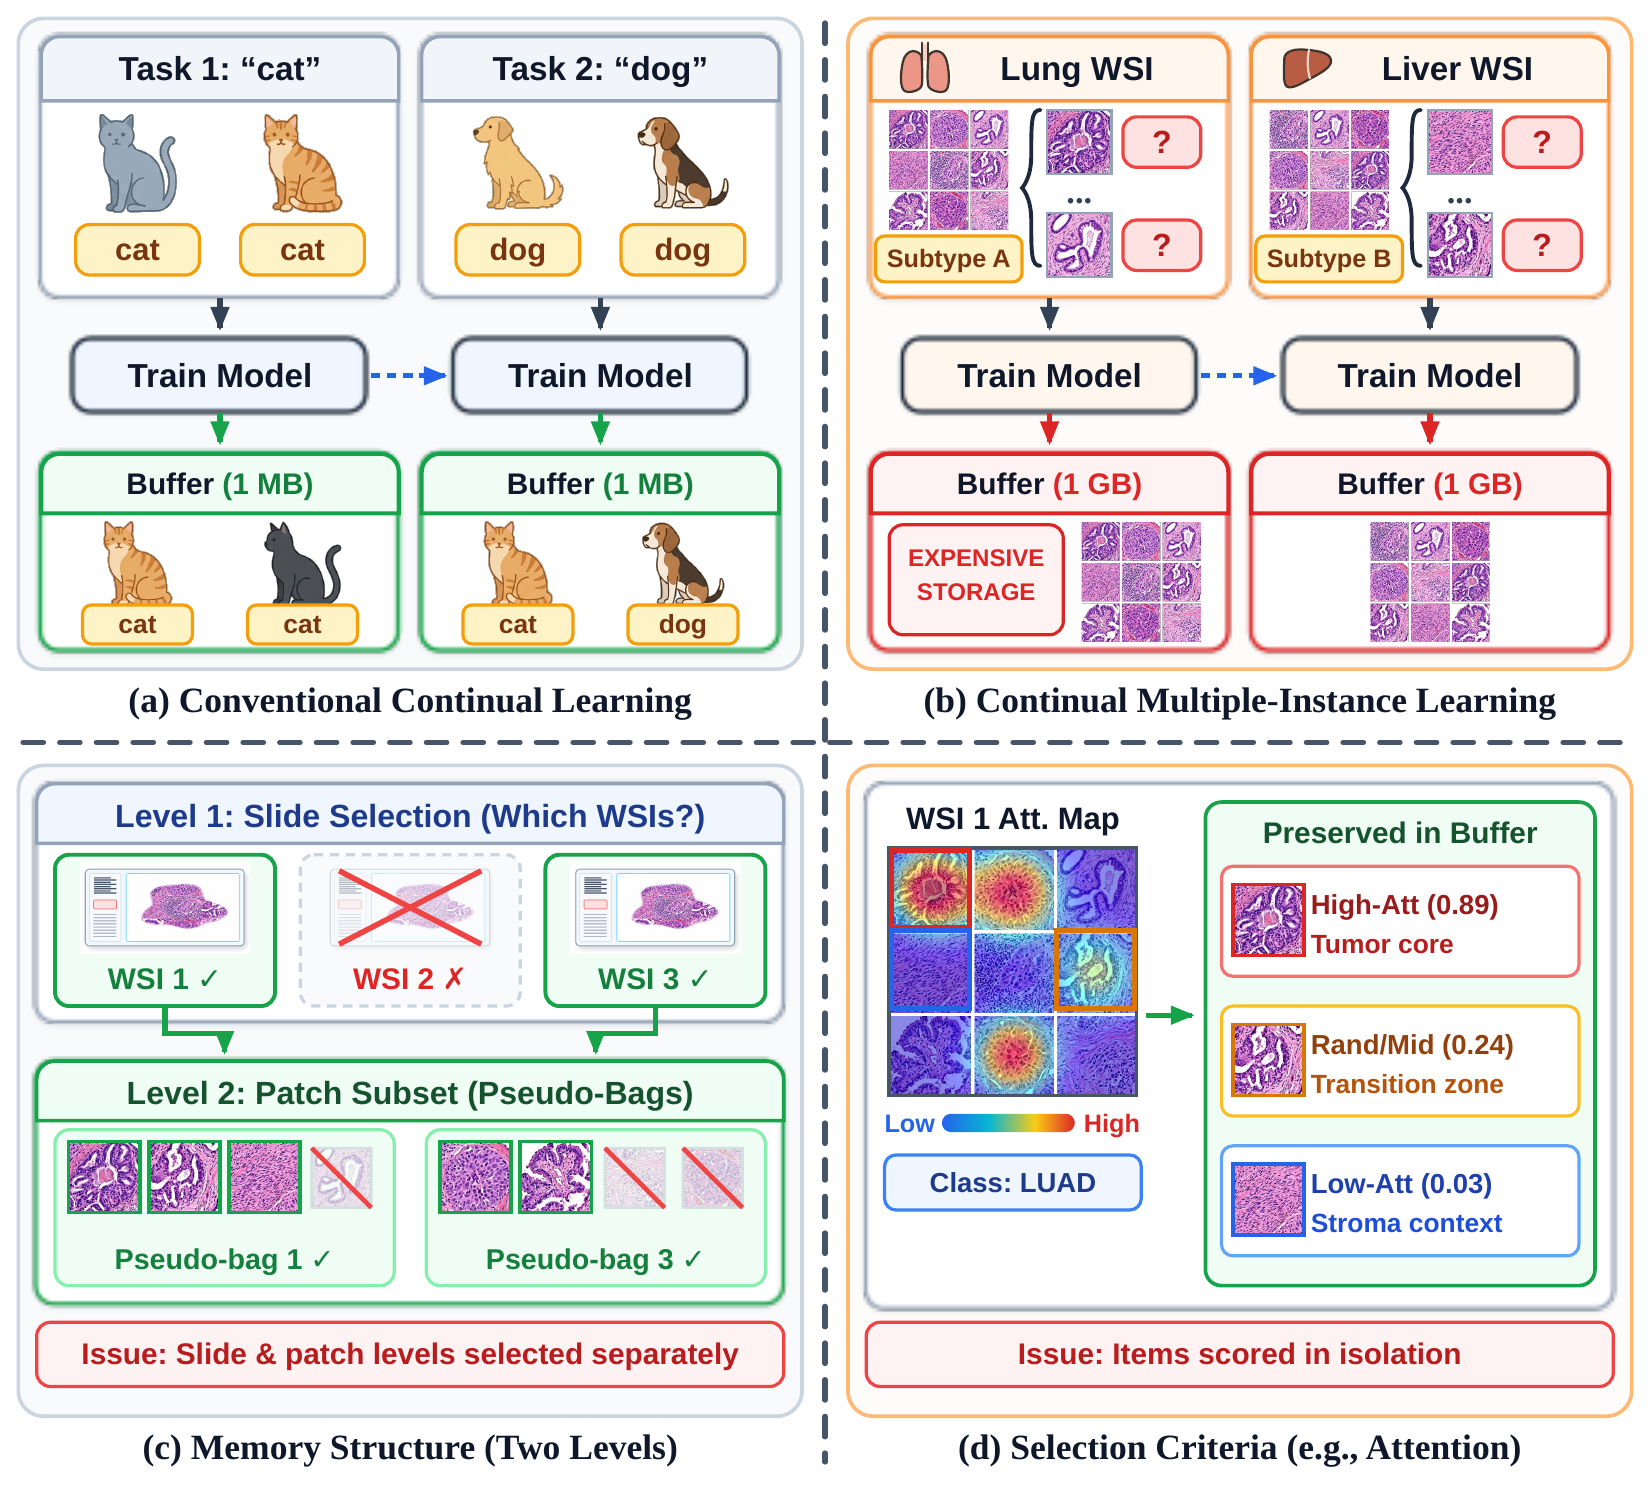 Task 1: “cat”
cat
cat
Task 2: “dog”
dog
dog
Train Model
Train Model
Buffer (1 MB)
cat
cat
Buffer (1 MB)
cat
dog
(a) Conventional Continual Learning
Lung WSI
?
...
?
Subtype A
Liver WSI
?
...
?
Subtype B
Train Model
Train Model
Buffer (1 GB)
EXPENSIVE
STORAGE
Buffer (1 GB)
(b) Continual Multiple-Instance Learning
Level 1: Slide Selection (Which WSIs?)
WSI 1 ✓
WSI 2 ✗
WSI 3 ✓
Level 2: Patch Subset (Pseudo-Bags)
Pseudo-bag 1 ✓
Pseudo-bag 3 ✓
Issue: Slide & patch levels selected separately
(c) Memory Structure (Two Levels)
WSI 1 Att. Map
Low
High
Class: LUAD
Preserved in Buffer
High-Att (0.89)
Tumor core
Rand/Mid (0.24)
Transition zone
Low-Att (0.03)
Stroma context
Issue: Items scored in isolation
(d) Selection Criteria (e.g., Attention)